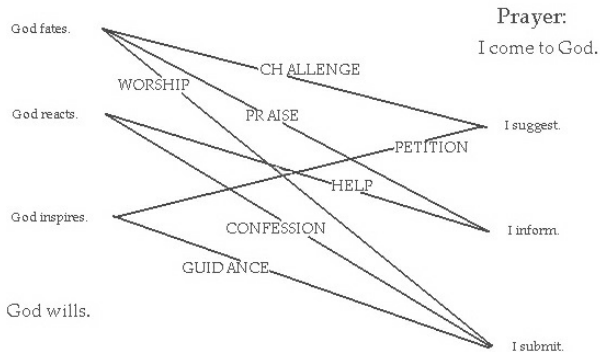 Prayer:
God fates.
I come to God.
CHALLENGE
WORSHIP
God reacts.
PRAISE
I suggest.
PETITION
HELP
God inspires.
CONFESSION
I inform.
GUIDANCE
God wills.
I submit.